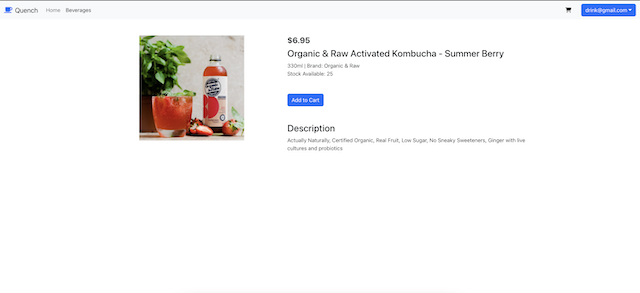 Quench Home Beverages drink@gmail.com
$6.95
Organic & Raw Activated Kombucha - Summer Berry
330ml | Brand: Organic & Raw
Stock Available: 25
Add to Cart
Description
Actually Naturally, Certified Organic, Real Fruit, Low Sugar, No Sneaky Sweeteners, Ginger with live
cultures and probiotics